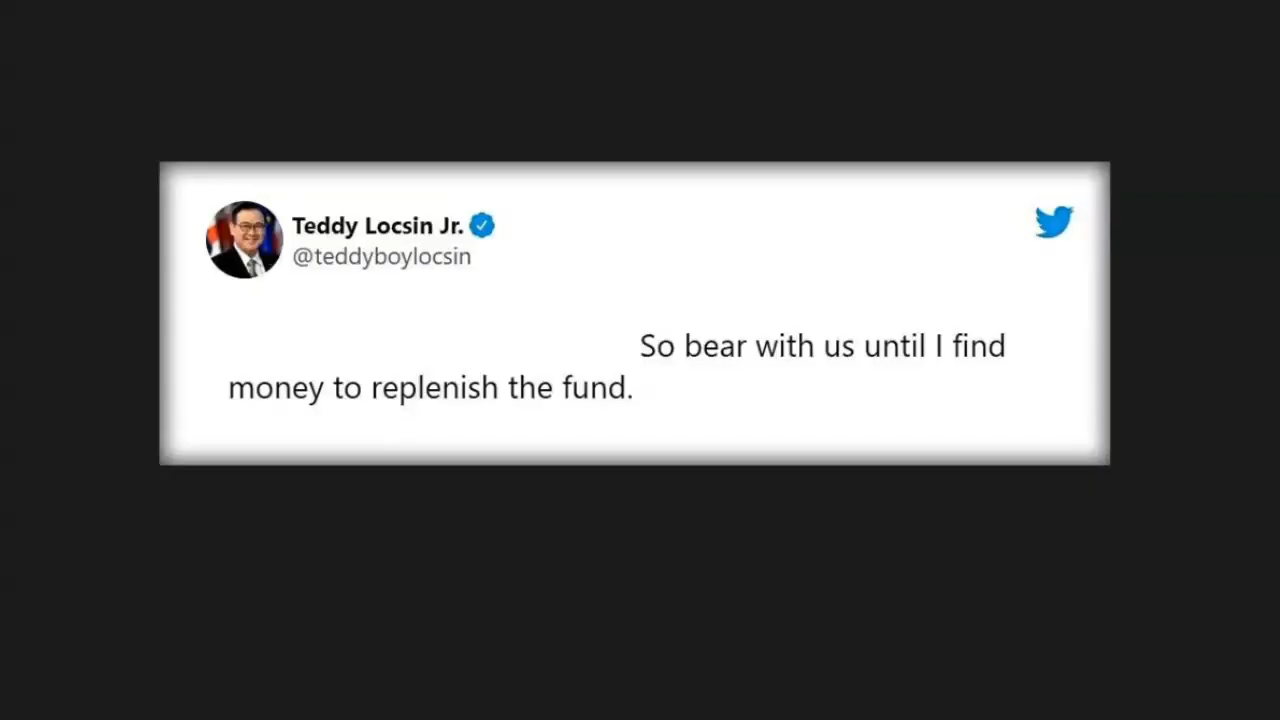 Teddy Locsin Jr.
@teddyboylocsin
So bear with us until I find
money to replenish the fund.